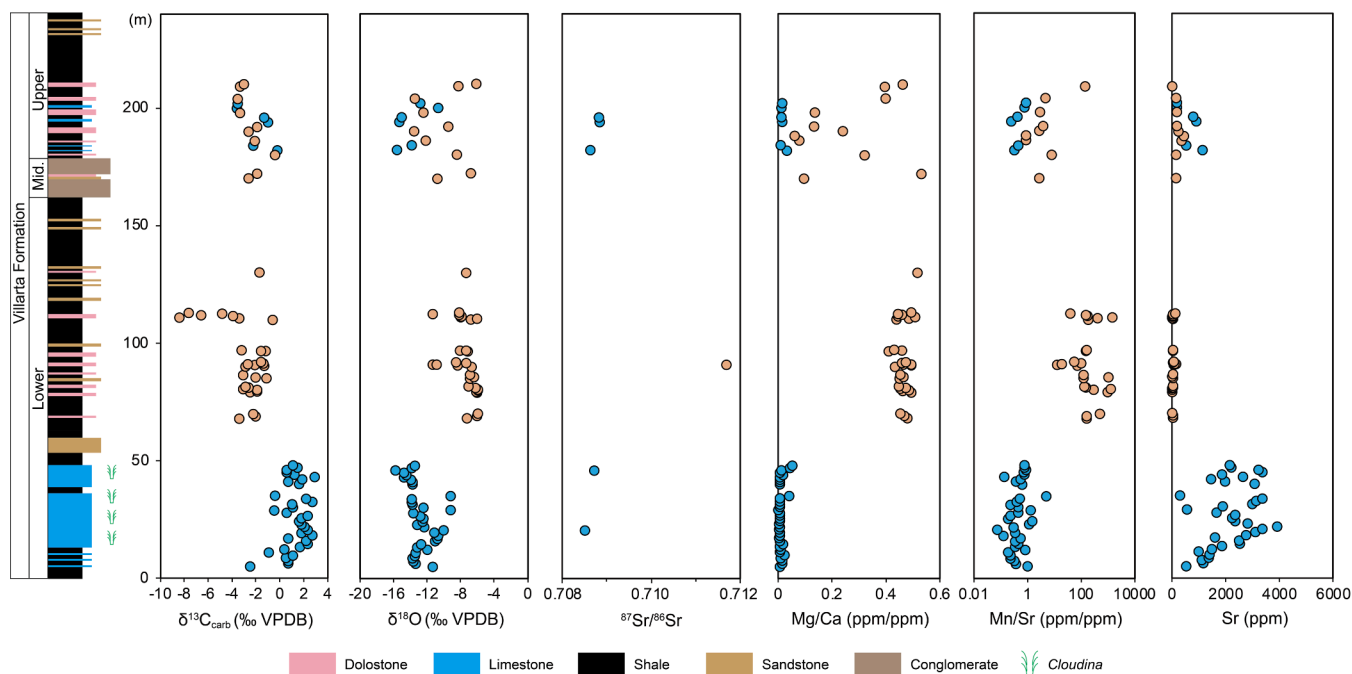 (m)
Villarta Formation
Upper
Mid.
Lower
200
150
100
50
0
-10 -8 -6 -4 -2 0 2 4
-20 -16 -12 -8 -4 0
0.708 0.710 0.712
0 0.2 0.4 0.6
0.01 1 100 10000
0 2000 4000 6000
δ¹³Ccarb (‰ VPDB)
δ¹⁸O (‰ VPDB)
⁸⁷Sr/⁸⁶Sr
Mg/Ca (ppm/ppm)
Mn/Sr (ppm/ppm)
Sr (ppm)
Dolostone Limestone Shale Sandstone Conglomerate Cloudina